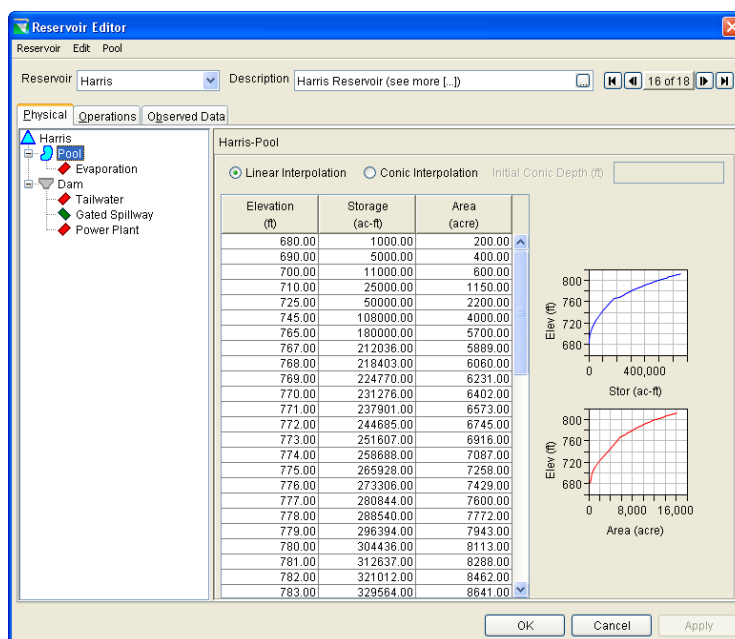 Reservoir Editor
Reservoir Edit Pool
Reservoir Harris Description Harris Reservoir (see more [...]) ... 16 of 18
Physical Operations Observed Data
Harris
Pool
Evaporation
Dam
Tailwater
Gated Spillway
Power Plant
Harris-Pool
Linear Interpolation Conic Interpolation Initial Conic Depth (ft)
Elevation Storage Area
(ft) (ac-ft) (acre)
680.00 1000.00 200.00
690.00 5000.00 400.00
700.00 11000.00 600.00
710.00 25000.00 1150.00
725.00 50000.00 2200.00
745.00 108000.00 4000.00
765.00 180000.00 5700.00
767.00 212036.00 5889.00
768.00 218403.00 6060.00
769.00 224770.00 6231.00
770.00 231276.00 6402.00
771.00 237901.00 6573.00
772.00 244685.00 6745.00
773.00 251607.00 6916.00
774.00 258688.00 7087.00
775.00 265928.00 7258.00
776.00 273306.00 7429.00
777.00 280844.00 7600.00
778.00 288540.00 7772.00
779.00 296394.00 7943.00
780.00 304436.00 8113.00
781.00 312637.00 8288.00
782.00 321012.00 8462.00
783.00 329564.00 8641.00
Elev (ft)
800
760
720
680
0 400,000
Stor (ac-ft)
Elev (ft)
800
760
720
680
0 8,000 16,000
Area (acre)
OK Cancel Apply